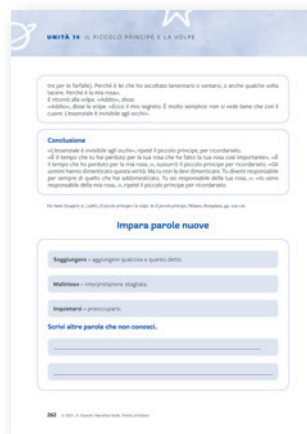 UNITÀ 14 IL PICCOLO PRINCIPE E LA VOLPE
tre per le farfalle). Perché è lei che ho ascoltato lamentarsi o vantarsi, o anche qualche volta
tacere. Perché è la mia rosa».
E ritornò alla volpe. «Addio», disse.
«Addio», disse la volpe. «Ecco il mio segreto. È molto semplice: non si vede bene che con il
cuore. L'essenziale è invisibile agli occhi».
Conclusione
«L'essenziale è invisibile agli occhi», ripeté il piccolo principe, per ricordarselo.
«È il tempo che tu hai perduto per la tua rosa che ha fatto la tua rosa così importante». «È
il tempo che ho perduto per la mia rosa...», sussurrò il piccolo principe per ricordarselo. «Gli
uomini hanno dimenticato questa verità. Ma tu non la devi dimenticare. Tu diventi responsabile
per sempre di quello che hai addomesticato. Tu sei responsabile della tua rosa...». «Io sono
responsabile della mia rosa...», ripeté il piccolo principe per ricordarselo.
Impara parole nuove
Soggiungere = aggiungere qualcosa a quanto detto.
Malinteso = interpretazione sbagliata.
Inquietarsi = preoccuparsi.
Scrivi altre parole che non conosci.
262